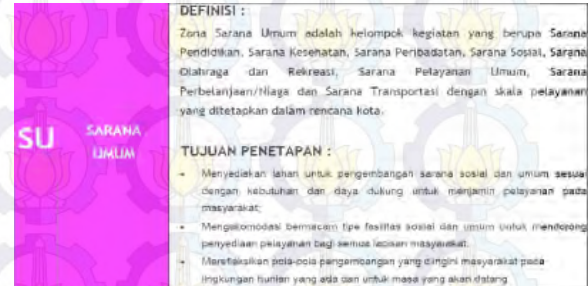 SU
SARANA
UMUM
DEFINISI :
Zona Sarana Umum adalah kelompok kegiatan yang berupa Sarana
Pendidikan, Sarana Kesehatan, Sarana Peribadatan, Sarana Sosial, Sarana
Olahraga dan Rekreasi, Sarana Pelayanan Umum, Sarana
Perbelanjaan/Niaga dan Sarana Transportasi dengan skala pelayanan
yang ditetapkan dalam rencana kota.
TUJUAN PENETAPAN :
- Menyediakan lahan untuk pengembangan sarana sosial dan umum sesuai
dengan kebutuhan dan daya dukung untuk menjamin pelayanan pada
masyarakat;
- Mengakomodasi bermacam tipe fasilitas sosial dan umum untuk mendorong
penyediaan pelayanan bagi semua lapisan masyarakat.
- Merefleksikan pola-pola pengembangan yang diingini masyarakat pada
lingkungan hunian yang ada dan untuk masa yang akan datang